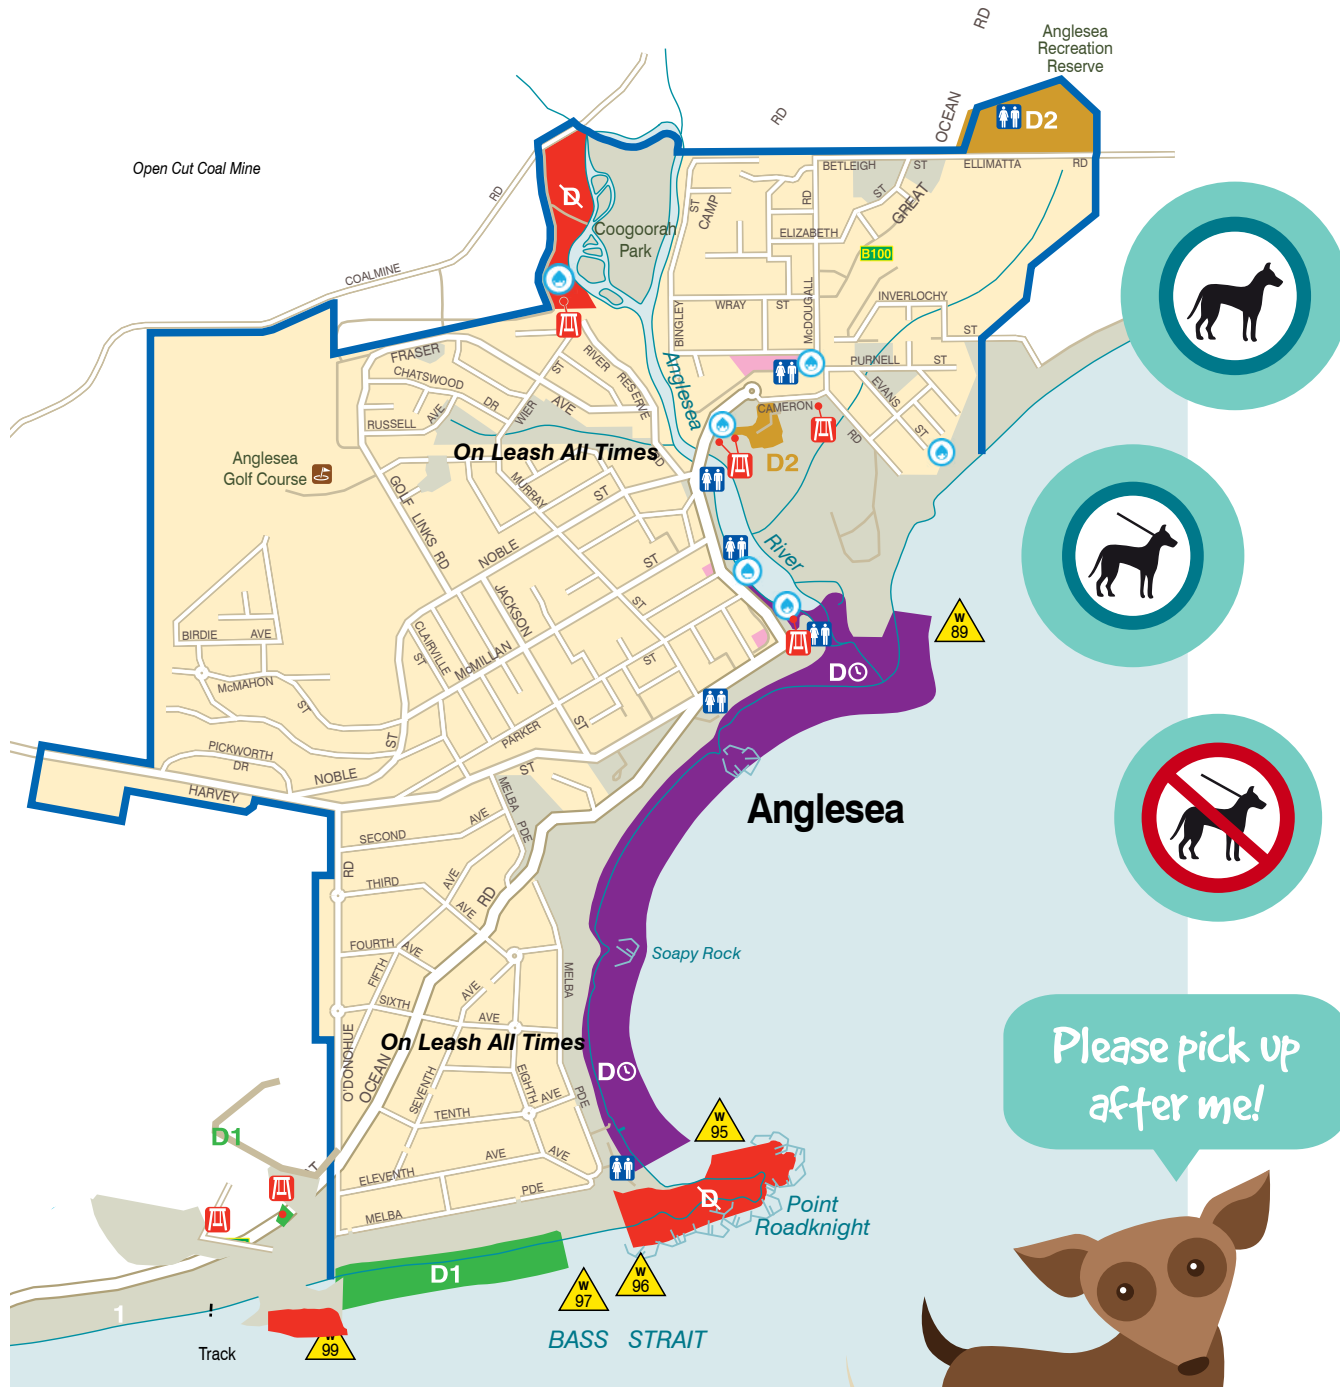 RD
Anglesea
Recreation
Reserve
OCEAN
RD
D2
Open Cut Coal Mine
BETLEIGH ST
ELLIMATTA RD
RD
D
ST
CAMP
RD
ST
GREAT
Coogoorah
Park
ELIZABETH
B100
COALMINE
BINGLEY
WRAY ST
McDOUGALL
INVERLOCHY
ST
FRASER
CHATSWOOD
DR
RUSSELL
AVE
WIER
ST
AVE
RIVER
RESERVE
RD
Anglesea
PURNELL ST
EVANS
ST
CAMERON
RD
On Leash All Times
D2
Anglesea
Golf Course
GOLF LINKS RD
MURRAY
ST
NOBLE
ST
ST
ST
River
JACKSON
CLAIRVILLE
ST
McMILLAN
BIRDIE AVE
McMAHON
ST
W
89
D
PARKER
ST
ST
ST
PICKWORTH
DR
NOBLE
HARVEY
MELBA
PDE
Anglesea
SECOND
AVE
RD
THIRD
AVE
AVE
RD
FOURTH
AVE
FIFTH
SIXTH
AVE
AVE
MELBA
Soapy Rock
On Leash All Times
O'DONOHUE
OCEAN
SEVENTH
EIGHTH
AVE
PDE
D
TENTH
W
95
D1
ELEVENTH
AVE
AVE
PDE
MELBA
D
Point
Roadknight
D1
W
96
W
97
1
!
W
99
Track
BASS STRAIT
Please pick up
after me!